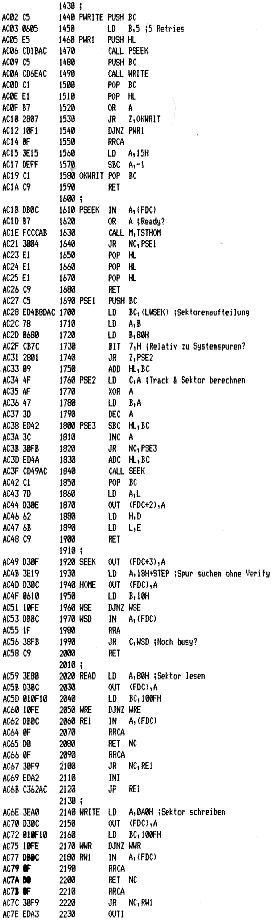 1430 ;
AC02 C5 1440 PWRITE PUSH BC
AC03 0605 1450 LD B,5 ;5 Retries
AC05 E5 1460 PWR1 PUSH HL
AC06 CD1BAC 1470 CALL PSEEK
AC09 C5 1480 PUSH BC
AC0A CD6EAC 1490 CALL WRITE
AC0D C1 1500 POP BC
AC0E E1 1510 POP HL
AC0F B7 1520 OR A
AC10 2807 1530 JR Z,OKWRIT
AC12 10F1 1540 DJNZ PWR1
AC14 0F 1550 RRCA
AC15 3E15 1560 LD A,15H
AC17 DEFF 1570 SBC A,-1
AC19 C1 1580 OKWRIT POP BC
AC1A C9 1590 RET
1600 ;
AC1B DB0C 1610 PSEEK IN A,(FDC)
AC1D B7 1620 OR A ;Ready?
AC1E FCCCAB 1630 CALL M,TSTHOM
AC21 3004 1640 JR NC,PSE1
AC23 E1 1650 POP HL
AC24 E1 1660 POP HL
AC25 E1 1670 POP HL
AC26 C9 1680 RET
AC27 C5 1690 PSE1 PUSH BC
AC28 ED4B8DAC 1700 LD BC,(LWSEK) ;Sektorenaufteilung
AC2C 78 1710 LD A,B
AC2D 0600 1720 LD B,00H
AC2F CB7C 1730 BIT 7,H ;Relativ zu Systemspuren?
AC31 2801 1740 JR Z,PSE2
AC33 09 1750 ADD HL,BC
AC34 4F 1760 PSE2 LD C,A ;Track & Sektor berechnen
AC35 AF 1770 XOR A
AC36 47 1780 LD B,A
AC37 3D 1790 DEC A
AC38 ED42 1800 PSE3 SBC HL,BC
AC3A 3C 1810 INC A
AC3B 30FB 1820 JR NC,PSE3
AC3D ED4A 1830 ADC HL,BC
AC3F CD49AC 1840 CALL SEEK
AC42 C1 1850 POP BC
AC43 7D 1860 LD A,L
AC44 D30E 1870 OUT (FDC+2),A
AC46 62 1880 LD H,D
AC47 6B 1890 LD L,E
AC48 C9 1900 RET
1910 ;
AC49 D30F 1920 SEEK OUT (FDC+3),A
AC4B 3E19 1930 LD A,18H+STEP ;Spur suchen ohne Verify
AC4D D30C 1940 HOME OUT (FDC),A
AC4F 0610 1950 LD B,10H
AC51 10FE 1960 WSE DJNZ WSE
AC53 DB0C 1970 WSD IN A,(FDC)
AC55 1F 1980 RRA
AC56 38FB 1990 JR C,WSD ;Noch busy?
AC58 C9 2000 RET
2010 ;
AC59 3E80 2020 READ LD A,80H ;Sektor lesen
AC5B D30C 2030 OUT (FDC),A
AC5D 010F10 2040 LD BC,100FH
AC60 10FE 2050 WRE DJNZ WRE
AC62 DB0C 2060 RE1 IN A,(FDC)
AC64 0F 2070 RRCA
AC65 D0 2080 RET NC
AC66 0F 2090 RRCA
AC67 30F9 2100 JR NC,RE1
AC69 EDA2 2110 INI
AC6B C362AC 2120 JP RE1
2130 ;
AC6E 3EA0 2140 WRITE LD A,0A0H ;Sektor schreiben
AC70 D30C 2150 OUT (FDC),A
AC72 010F10 2160 LD BC,100FH
AC75 10FE 2170 WWR DJNZ WWR
AC77 DB0C 2180 RW1 IN A,(FDC)
AC79 0F 2190 RRCA
AC7A D0 2200 RET NC
AC7B 0F 2210 RRCA
AC7C 30F9 2220 JR NC,RW1
AC7E EDA3 2230 OUTI